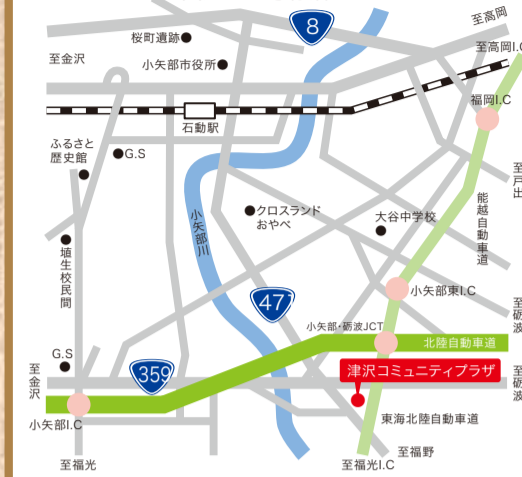 8
至高岡
桜町遺跡
至金沢
小矢部市役所
至高岡I.C
福岡I.C
石動駅
ふるさと
歴史館
G.S
至戸出
能越自動車道
小矢部川
クロスランド
おやべ
大谷中学校
埴生校民間
小矢部東I.C
47
至砺波
小矢部・砺波JCT
北陸自動車道
G.S
359
至金沢
津沢コミュニティプラザ
至砺波
小矢部I.C
東海北陸自動車道
至福光
至福野
至福光I.C